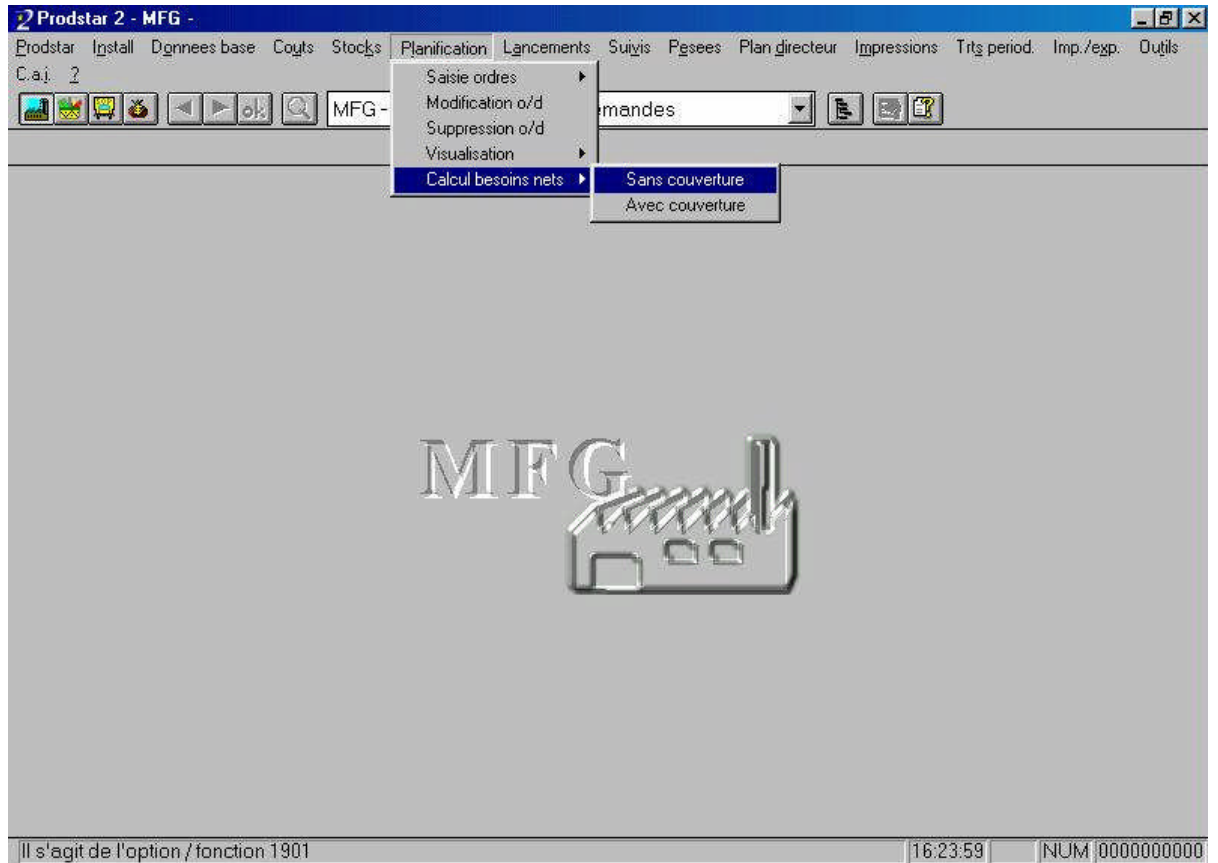 Prodstar 2 - MFG -
Prodstar Install Donnees base Couts Stocks Planification Lancements Suivis Pesees Plan directeur Impressions Trts period. Imp./exp. Outils
C.a.j. ?
Saisie ordres
MFG - emandes
Modification o/d
Suppression o/d
Visualisation
Calcul besoins nets Sans couverture
Avec couverture
ok
MFG
Il s'agit de l'option / fonction 1901 16:23:59 NUM 0000000000